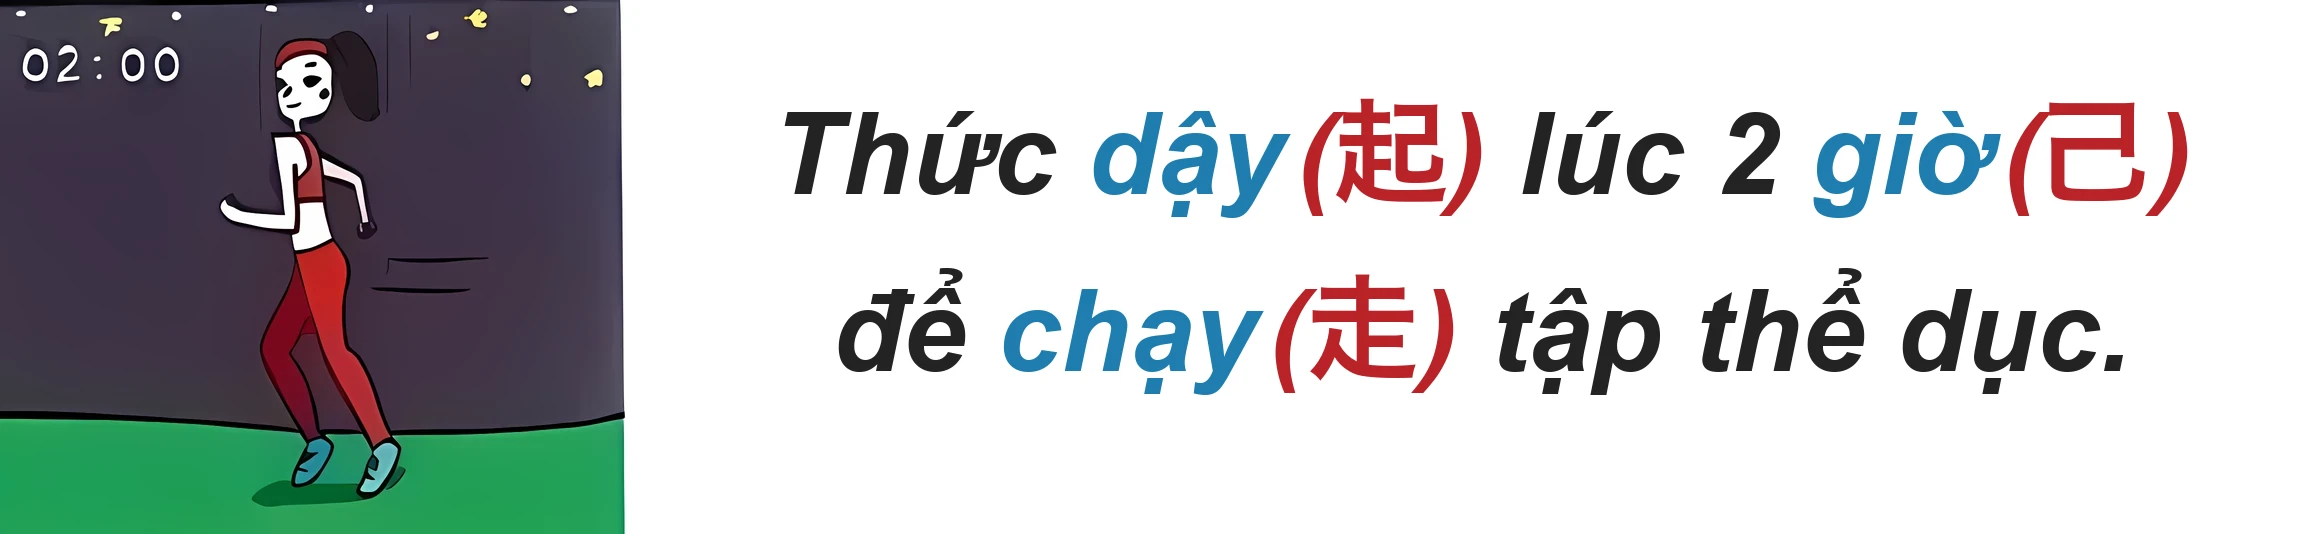 02:00
Thức dậy (起) lúc 2 giờ (己)
để chạy (走) tập thể dục.